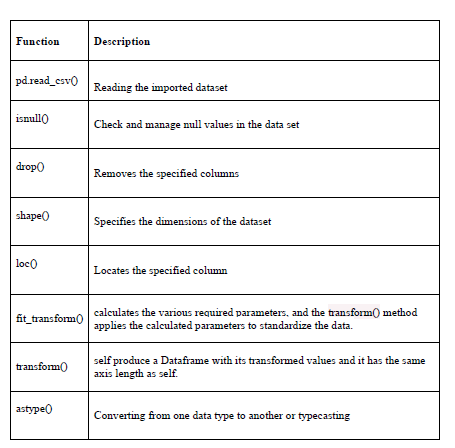 Function Description
pd.read_csv() Reading the imported dataset
isnull() Check and manage null values in the data set
drop() Removes the specified columns
shape() Specifies the dimensions of the dataset
loc() Locates the specified column
fit_transform() calculates the various required parameters, and the transform() method
applies the calculated parameters to standardize the data.
transform() self produce a Dataframe with its transformed values and it has the same
axis length as self.
astype() Converting from one data type to another or typecasting